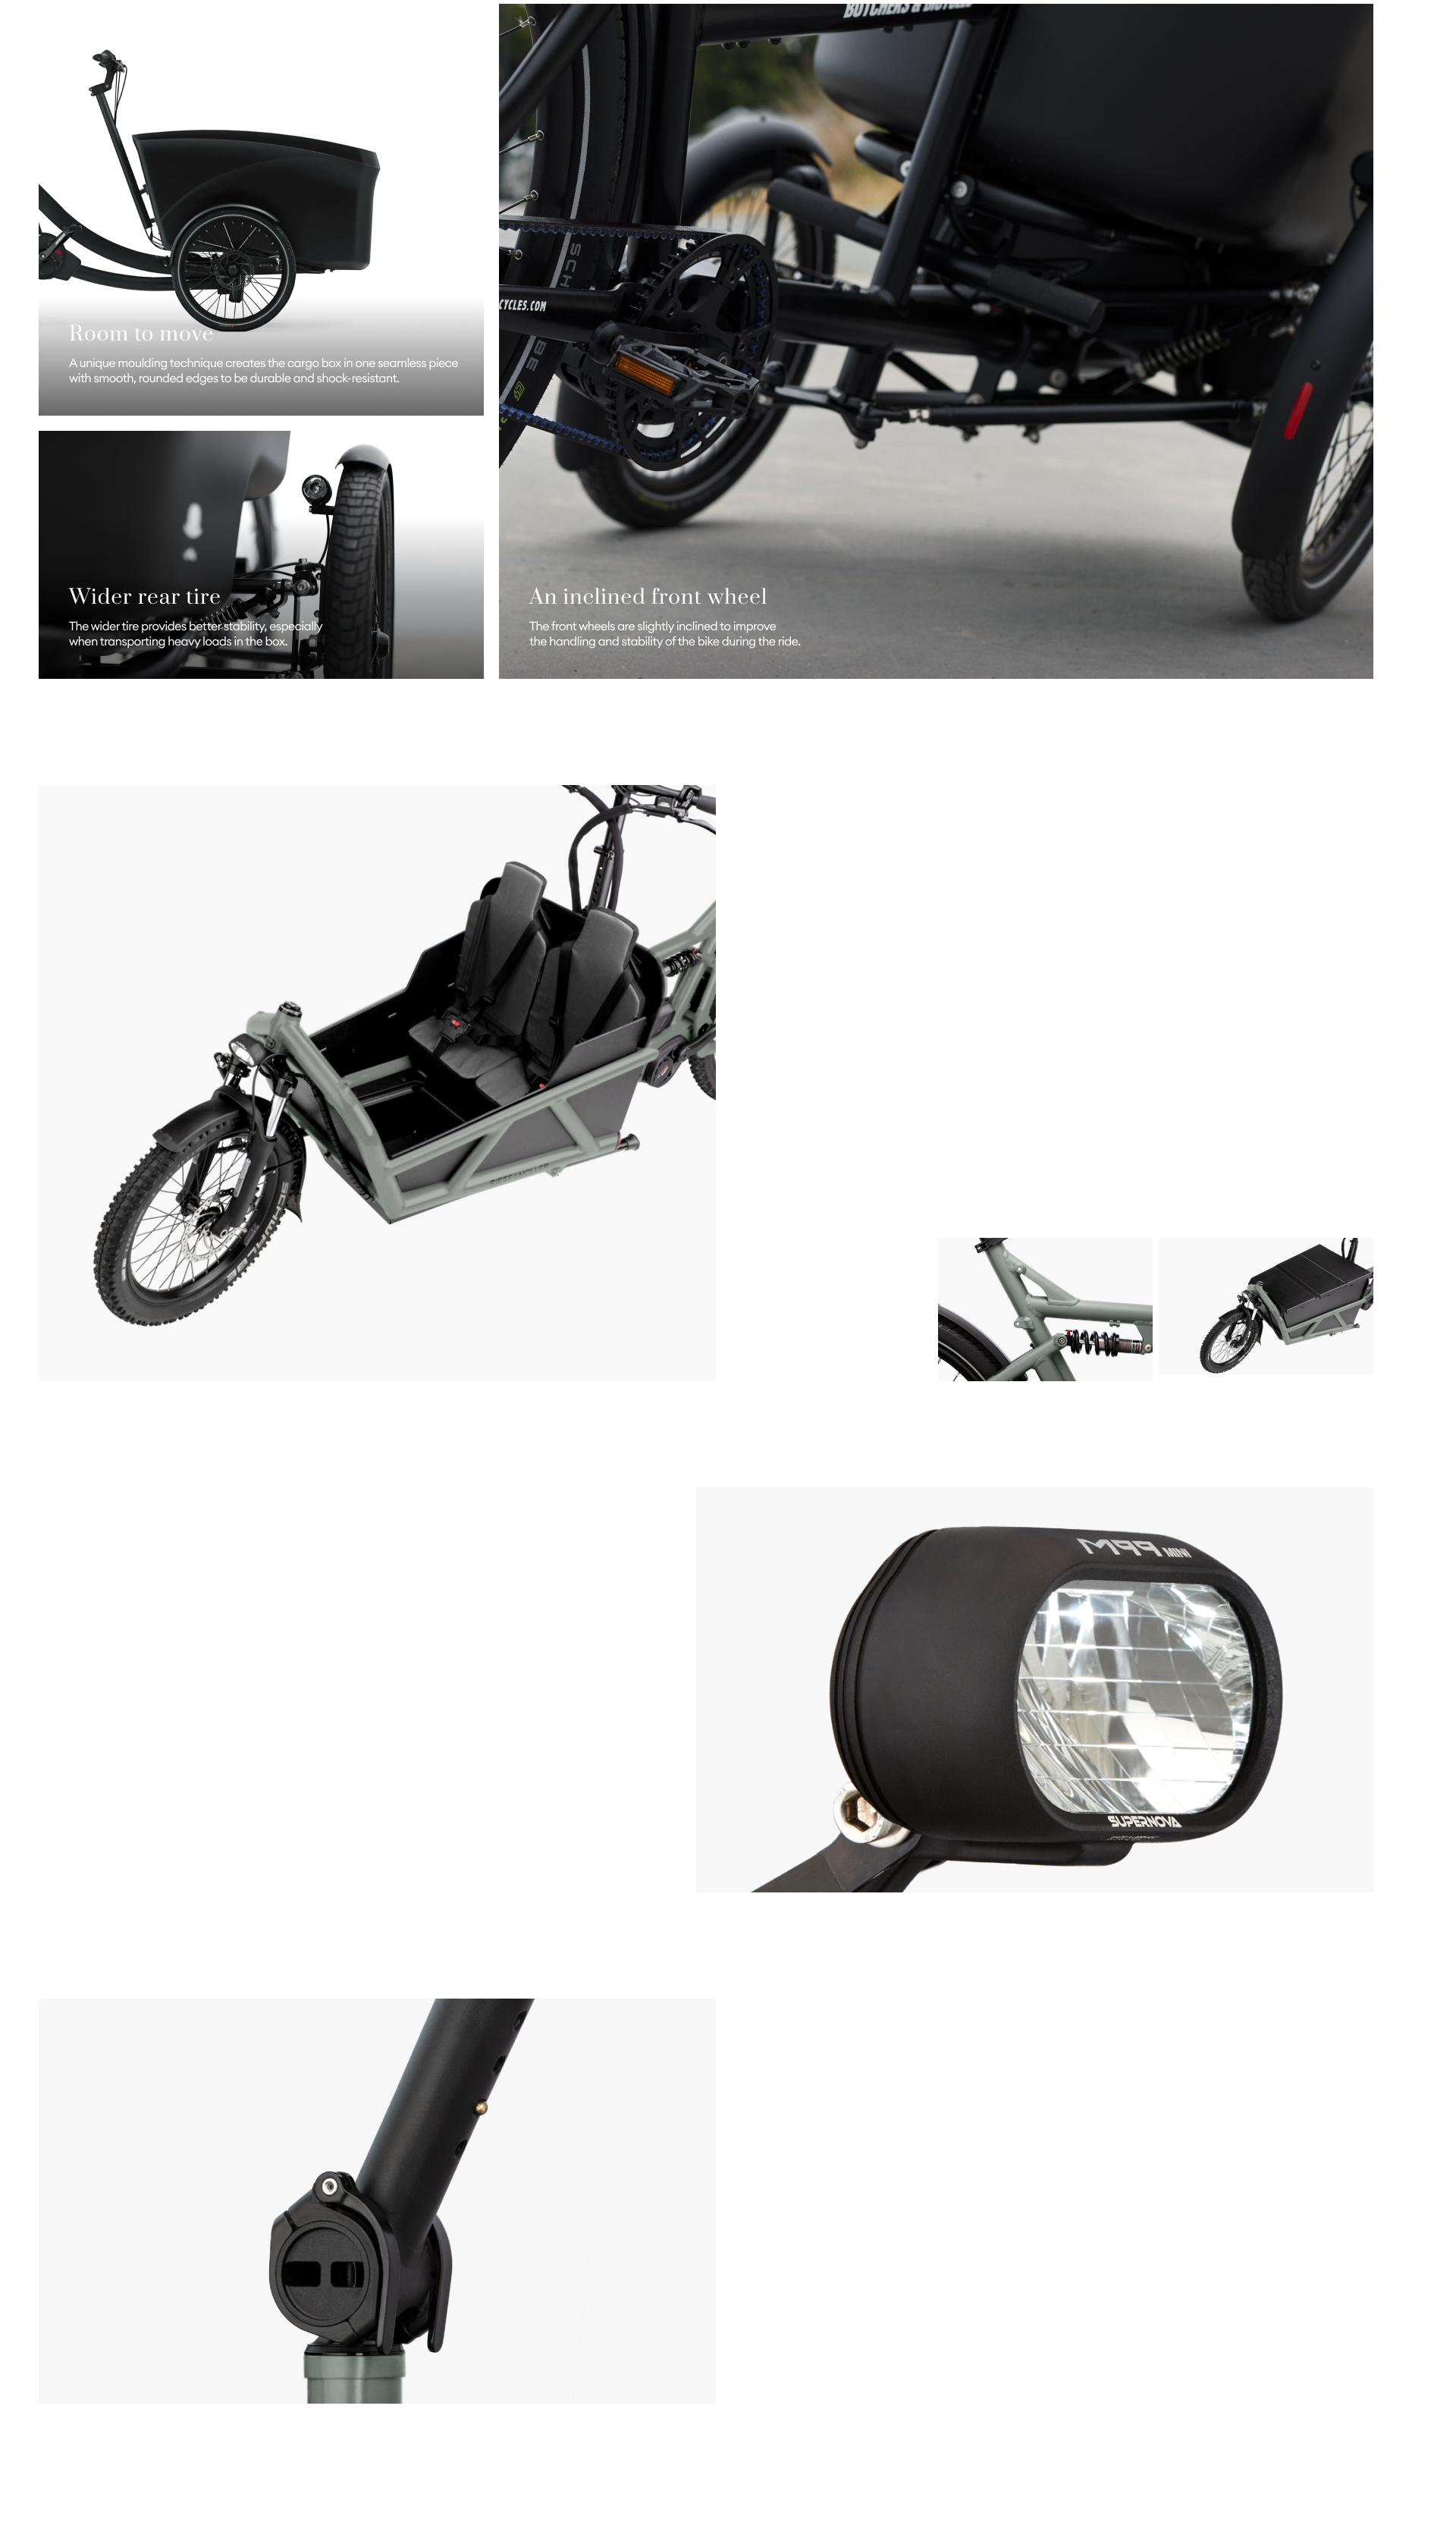 Room to move
A unique moulding technique creates the cargo box in one seamless piece
with smooth, rounded edges to be durable and shock-resistant.
BUTCHERS & BICYCLES
SCH
BE
CYCLES.COM
Wider rear tire
The wider tire provides better stability, especially
when transporting heavy loads in the box.
An inclined front wheel
The front wheels are slightly inclined to improve
the handling and stability of the bike during the ride.
SCHWALBE
M99 MINI
SUPERNOVA